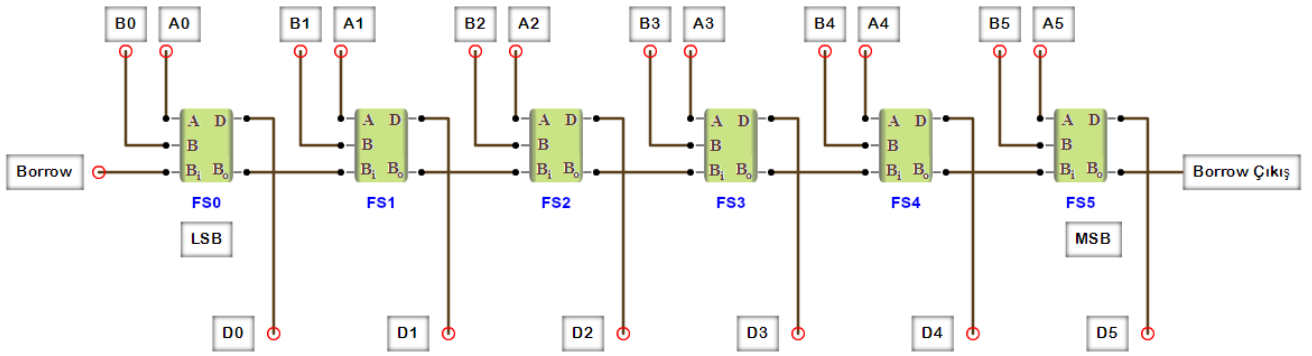 B0 A0 B1 A1 B2 A2 B3 A3 B4 A4 B5 A5
A D A D A D A D A D A D
B B B B B B
Borrow Bi Bo Bi Bo Bi Bo Bi Bo Bi Bo Bi Bo Borrow Çıkış
FS0 FS1 FS2 FS3 FS4 FS5
LSB MSB
D0 D1 D2 D3 D4 D5